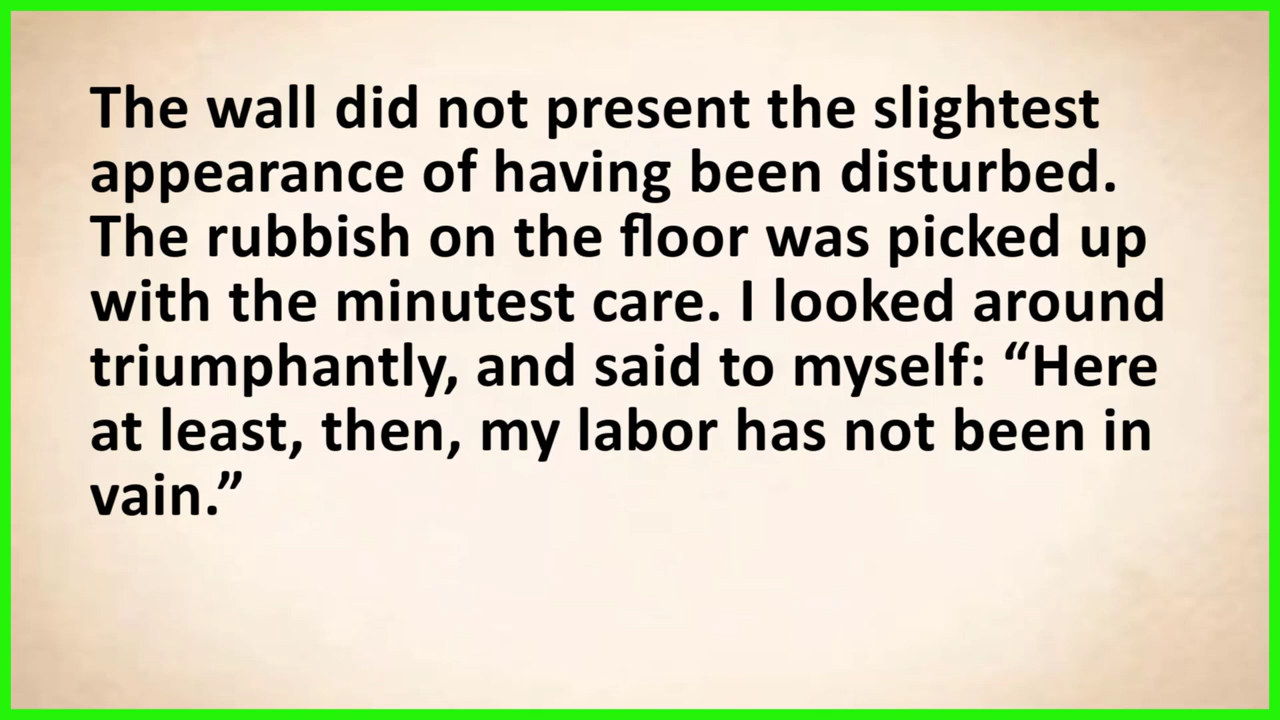 The wall did not present the slightest
appearance of having been disturbed.
The rubbish on the floor was picked up
with the minutest care. I looked around
triumphantly, and said to myself: “Here
at least, then, my labor has not been in
vain.”